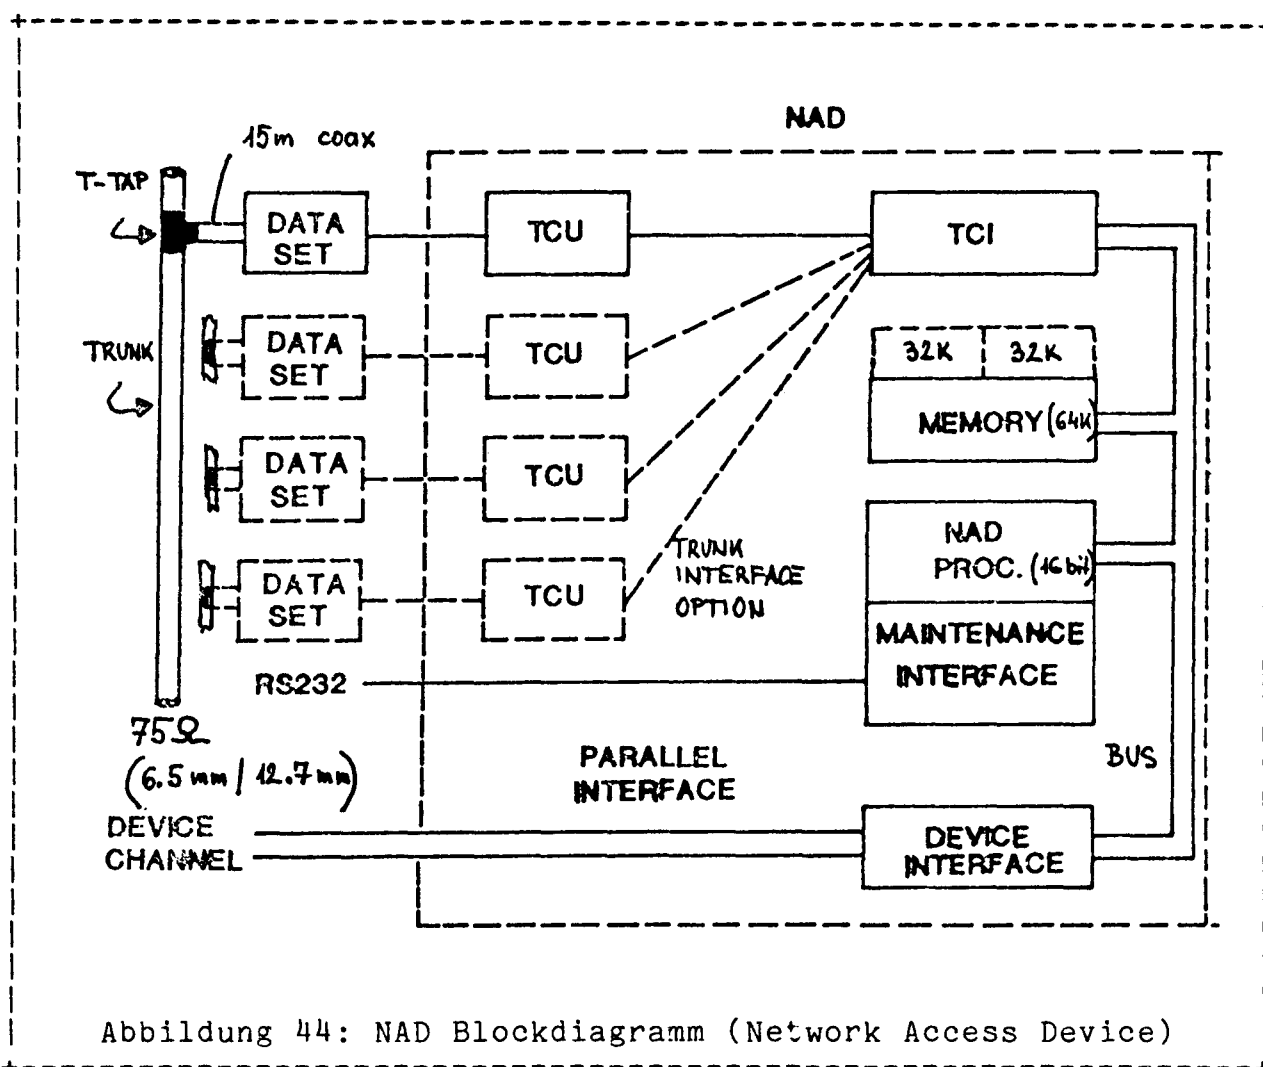 NAD
15m coax
T-TAP
DATA
SET
TCU
TCI
TRUNK
DATA
SET
TCU
32K
32K
MEMORY (64K)
DATA
SET
TCU
NAD
PROC. (16 bit)
TRUNK
INTERFACE
OPTION
DATA
SET
TCU
MAINTENANCE
INTERFACE
RS232
75Ω
(6.5 mm / 12.7 mm)
PARALLEL
INTERFACE
BUS
DEVICE
CHANNEL
DEVICE
INTERFACE
Abbildung 44: NAD Blockdiagramm (Network Access Device)